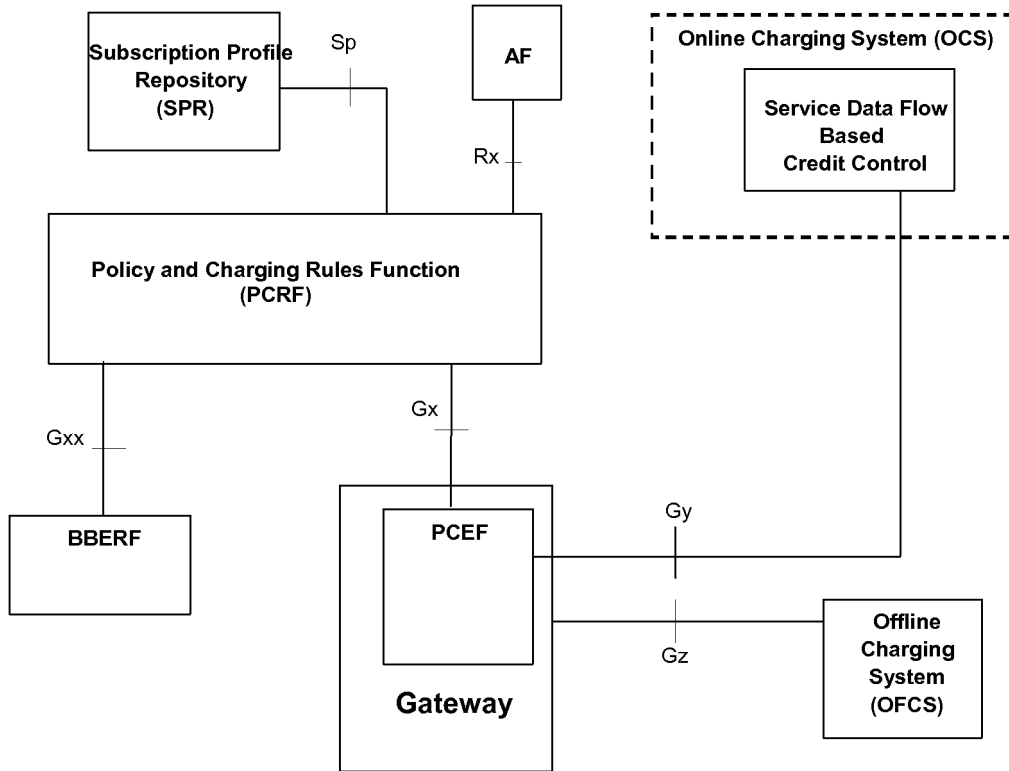 Subscription Profile
Repository
(SPR)
Sp
AF
Online Charging System (OCS)
Service Data Flow
Based
Credit Control
Rx
Policy and Charging Rules Function
(PCRF)
Gxx
Gx
BBERF
PCEF
Gy
Gz
Offline
Charging
System
(OFCS)
Gateway